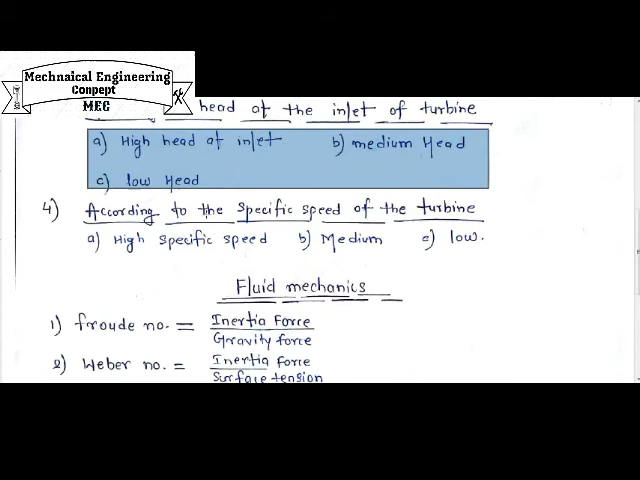 Mechnaical Engineering
Conpept
MEC
head at the inlet of turbine
a) High head at inlet b) medium Head
c) low Head
4) According to the specific speed of the turbine
a) High specific speed b) Medium c) low.
Fluid mechanics
1) froude no. = Inertia Force
Gravity force
2) Weber no. = Inertia Force
Surface tension